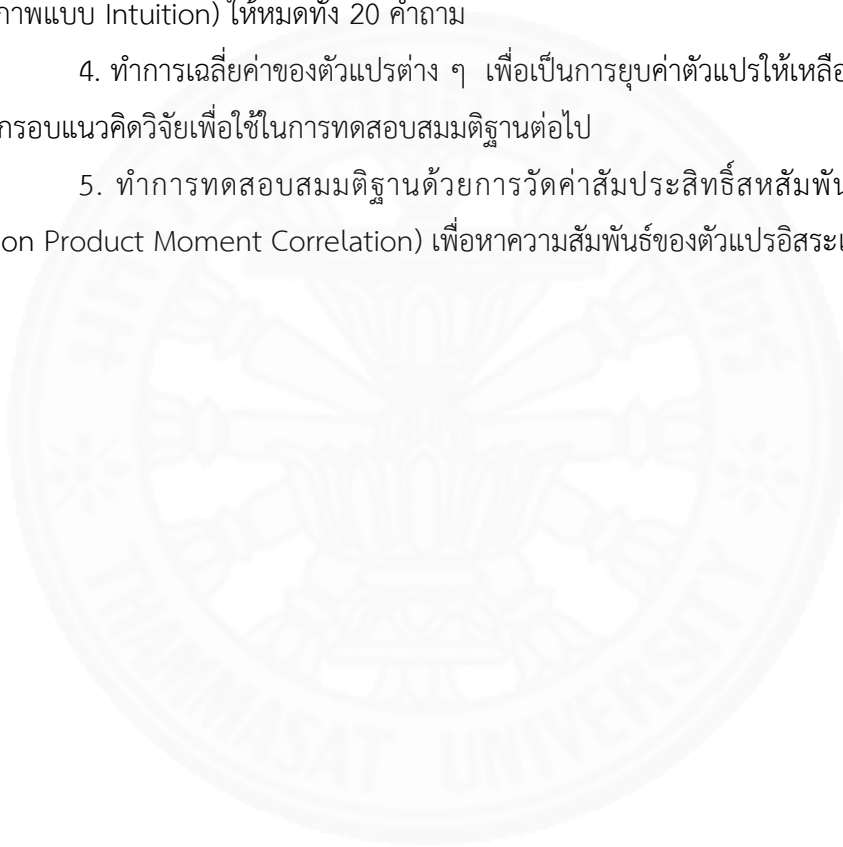 ภาพแบบ Intuition) ให้หมดทั้ง 20 คำถาม
4. ทำการเฉลี่ยค่าของตัวแปรต่าง ๆ เพื่อเป็นการยุบค่าตัวแปรให้เหลือ
กรอบแนวคิดวิจัยเพื่อใช้ในการทดสอบสมมติฐานต่อไป
5. ทำการทดสอบสมมติฐานด้วยการวัดค่าสัมประสิทธิ์สหสัมพัน
on Product Moment Correlation) เพื่อหาความสัมพันธ์ของตัวแปรอิสระ
THAMMASAT UNIVERSITY